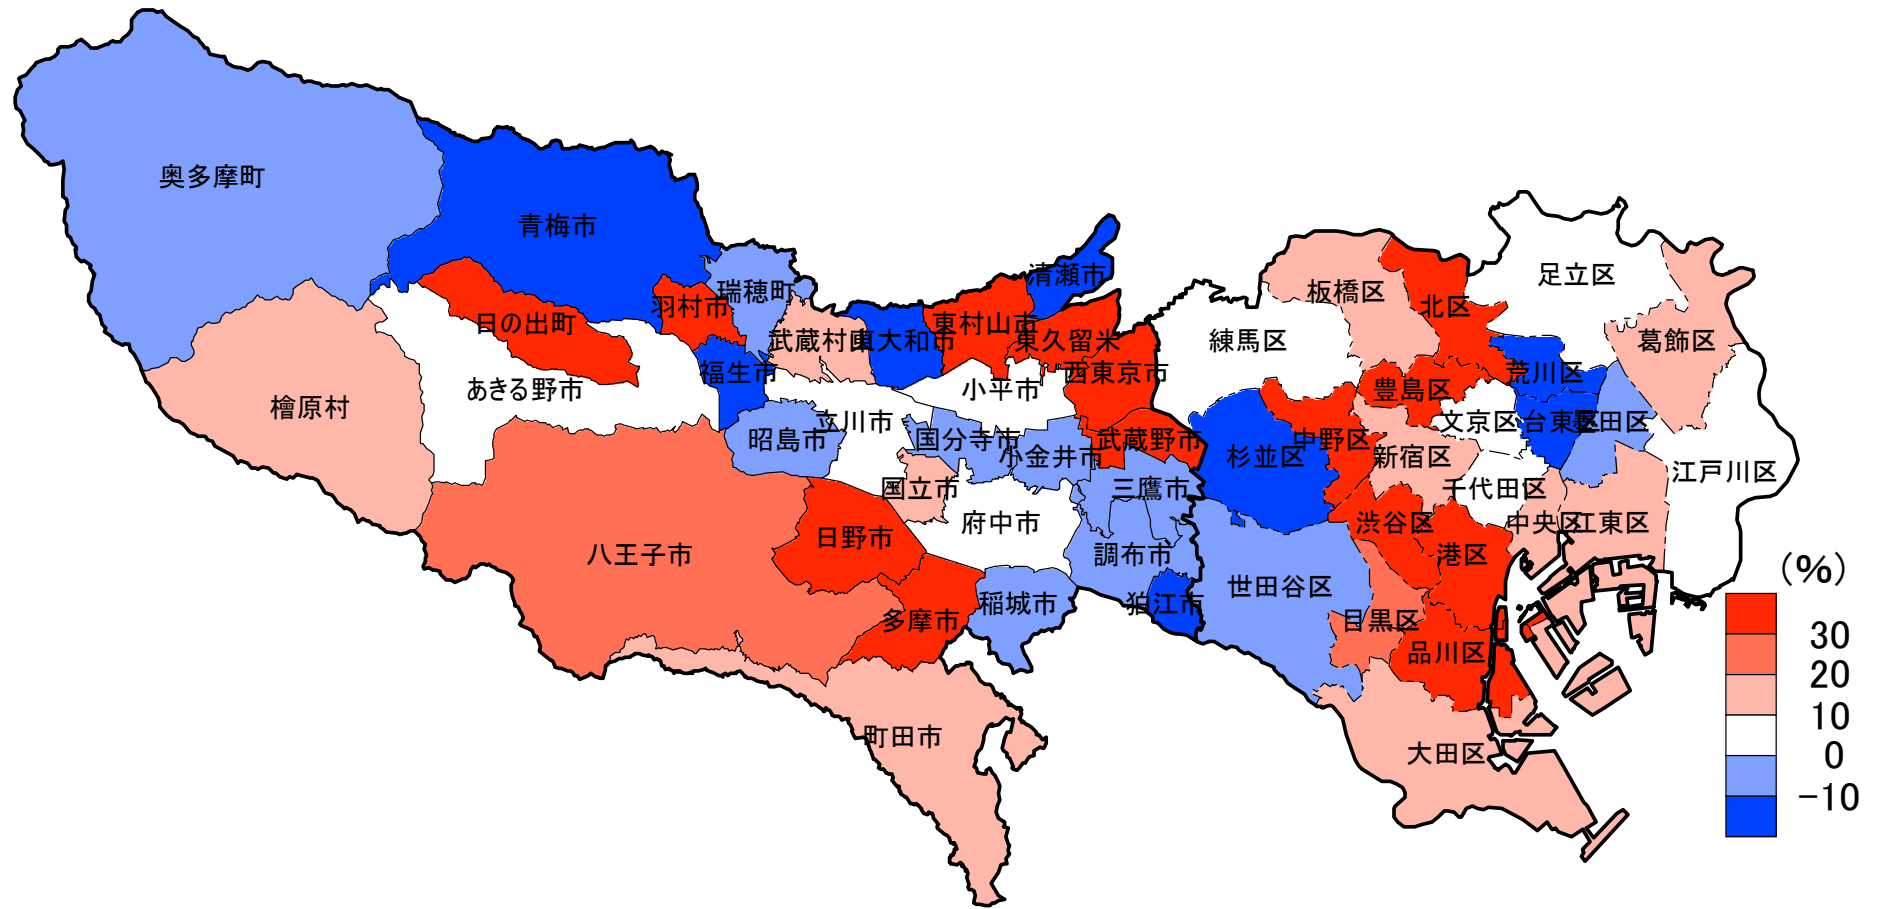 奥多摩町
青梅市
瑞穂町
羽村市
日の出町
福生市
武蔵村山市
東大和市
東村山市
清瀬市
東久留米
西東京市
檜原村
あきる野市
昭島市
立川市
小平市
国分寺市
小金井市
武蔵野市
国立市
府中市
三鷹市
調布市
狛江市
八王子市
日野市
多摩市
稲城市
町田市
板橋区
北区
足立区
葛飾区
練馬区
豊島区
荒川区
文京区
台東区
墨田区
杉並区
中野区
新宿区
千代田区
江戸川区
渋谷区
港区
中央区
江東区
世田谷区
目黒区
品川区
大田区
(%)
30
20
10
0
−10